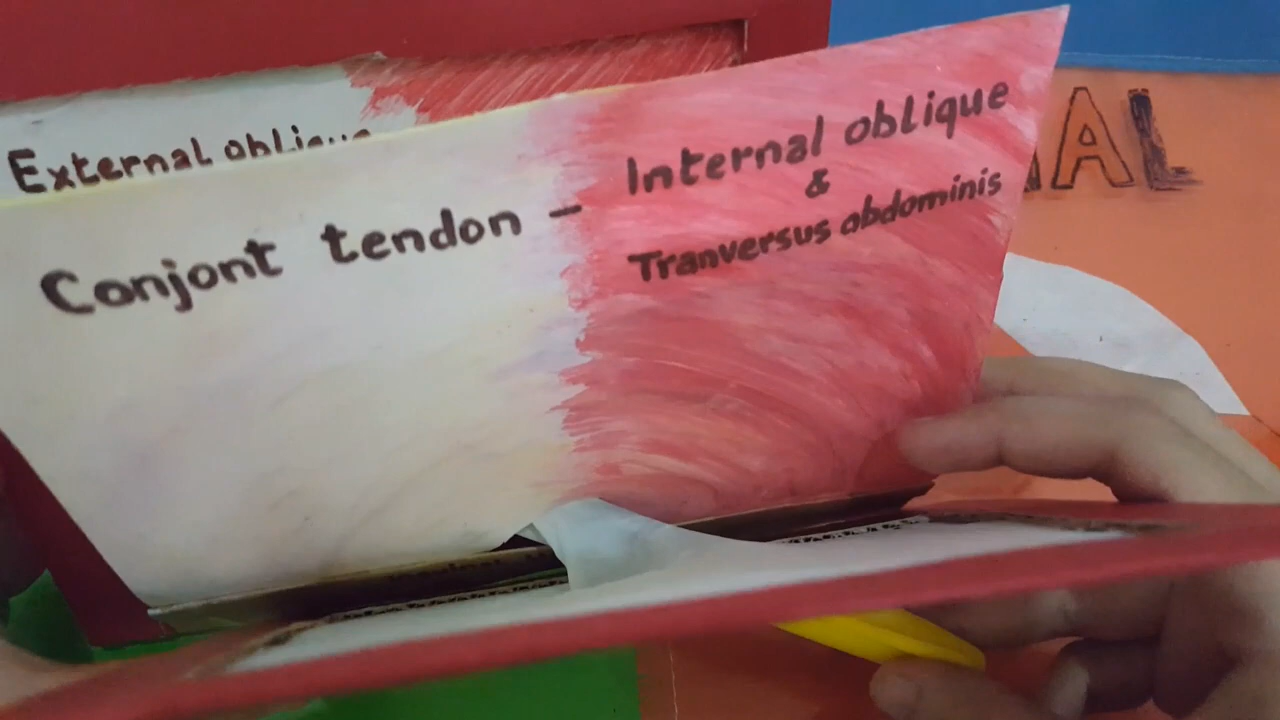 External oblique
Conjont tendon - Internal oblique
&
Tranversus abdominis
AL